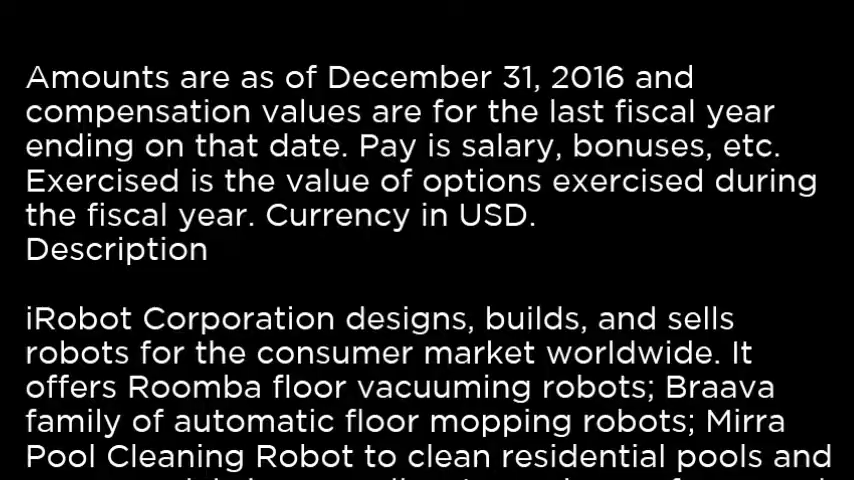 Amounts are as of December 31, 2016 and
compensation values are for the last fiscal year
ending on that date. Pay is salary, bonuses, etc.
Exercised is the value of options exercised during
the fiscal year. Currency in USD.
Description
iRobot Corporation designs, builds, and sells
robots for the consumer market worldwide. It
offers Roomba floor vacuuming robots; Braava
family of automatic floor mopping robots; Mirra
Pool Cleaning Robot to clean residential pools and